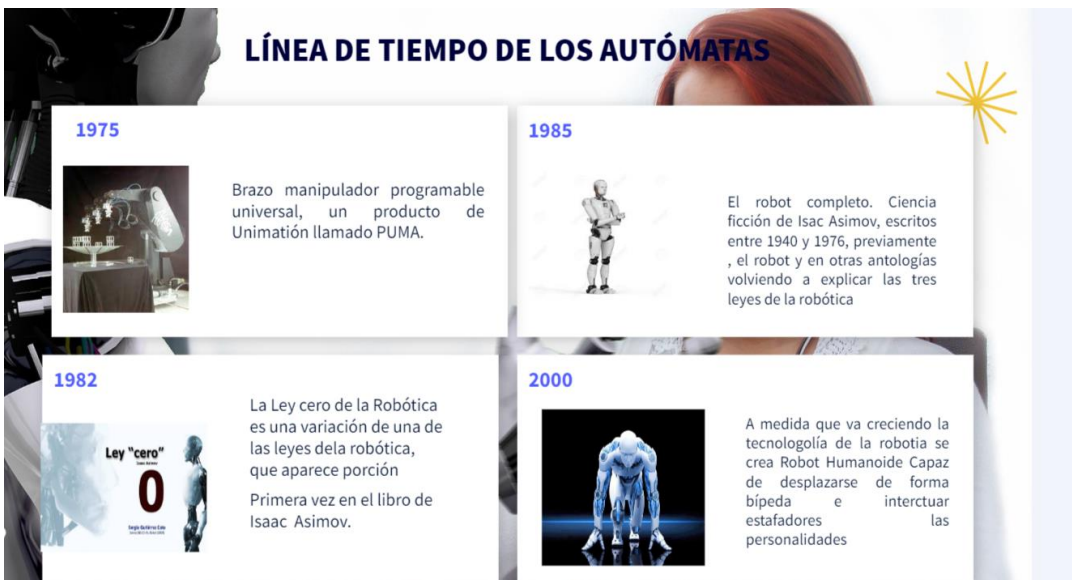 LÍNEA DE TIEMPO DE LOS AUTÓMATAS
1975
Brazo manipulador programable
universal, un producto de
Unimatión llamado PUMA.
1985
El robot completo. Ciencia
ficción de Isac Asimov, escritos
entre 1940 y 1976, previamente
, el robot y en otras antologías
volviendo a explicar las tres
leyes de la robótica
1982
Ley "cero"
0
La Ley cero de la Robótica
es una variación de una de
las leyes dela robótica,
que aparece porción
Primera vez en el libro de
Isaac Asimov.
2000
A medida que va creciendo la
tecnologolía de la robotia se
crea Robot Humanoide Capaz
de desplazarse de forma
bípeda e interctuar
estafadores las
personalidades